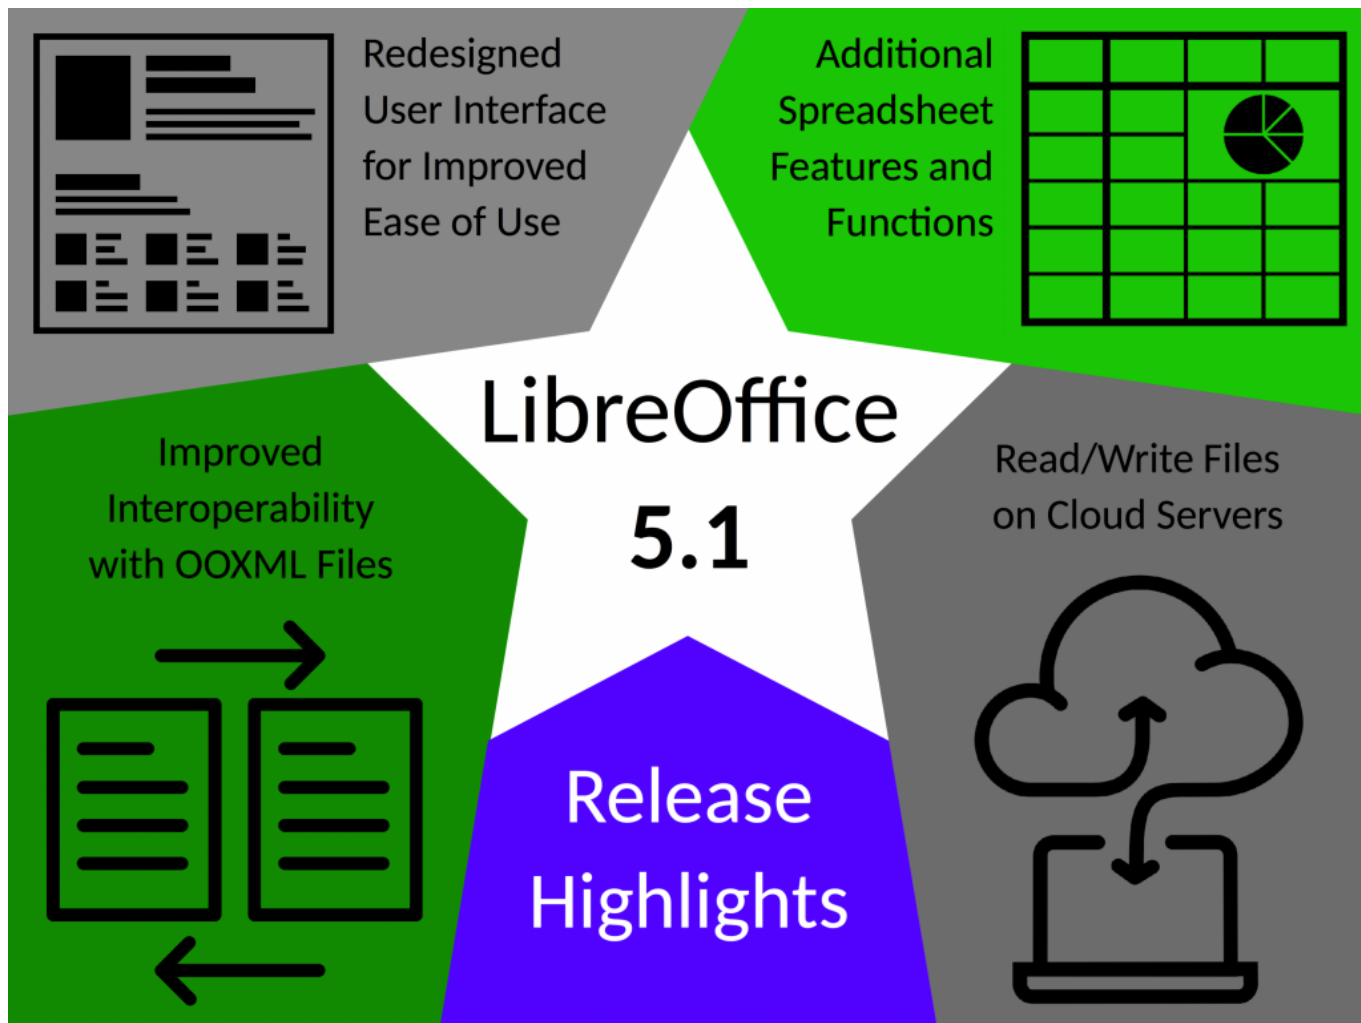 Redesigned
User Interface
for Improved
Ease of Use
Additional
Spreadsheet
Features and
Functions
LibreOffice
5.1
Improved
Interoperability
with OOXML Files
Read/Write Files
on Cloud Servers
Release
Highlights